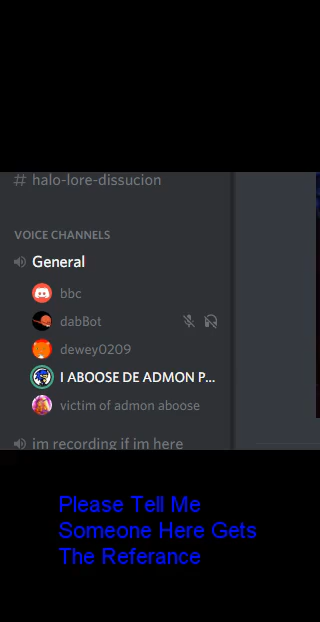 # halo-lore-dissucion
VOICE CHANNELS
General
bbc
dabBot
dewey0209
I ABOOSE DE ADMON P...
victim of admon aboose
im recording if im here
Please Tell Me
Someone Here Gets
The Referance